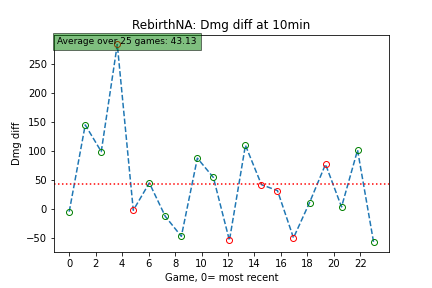 RebirthNA: Dmg diff at 10min
Average over 25 games: 43.13
250
200
150
100
50
0
−50
Dmg diff
0 2 4 6 8 10 12 14 16 18 20 22
Game, 0= most recent